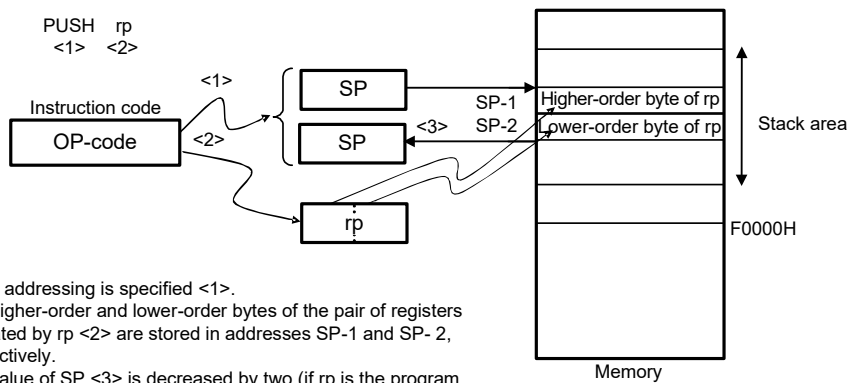 PUSH rp
<1> <2>
<1>
SP
SP-1
Higher-order byte of rp
Instruction code
OP-code
<2>
SP
<3>
SP-2
Lower-order byte of rp
Stack area
rp
F0000H
addressing is specified <1>.
igher-order and lower-order bytes of the pair of registers
ated by rp <2> are stored in addresses SP-1 and SP- 2,
ctively.
alue of SP <3> is decreased by two (if rp is the program
Memory